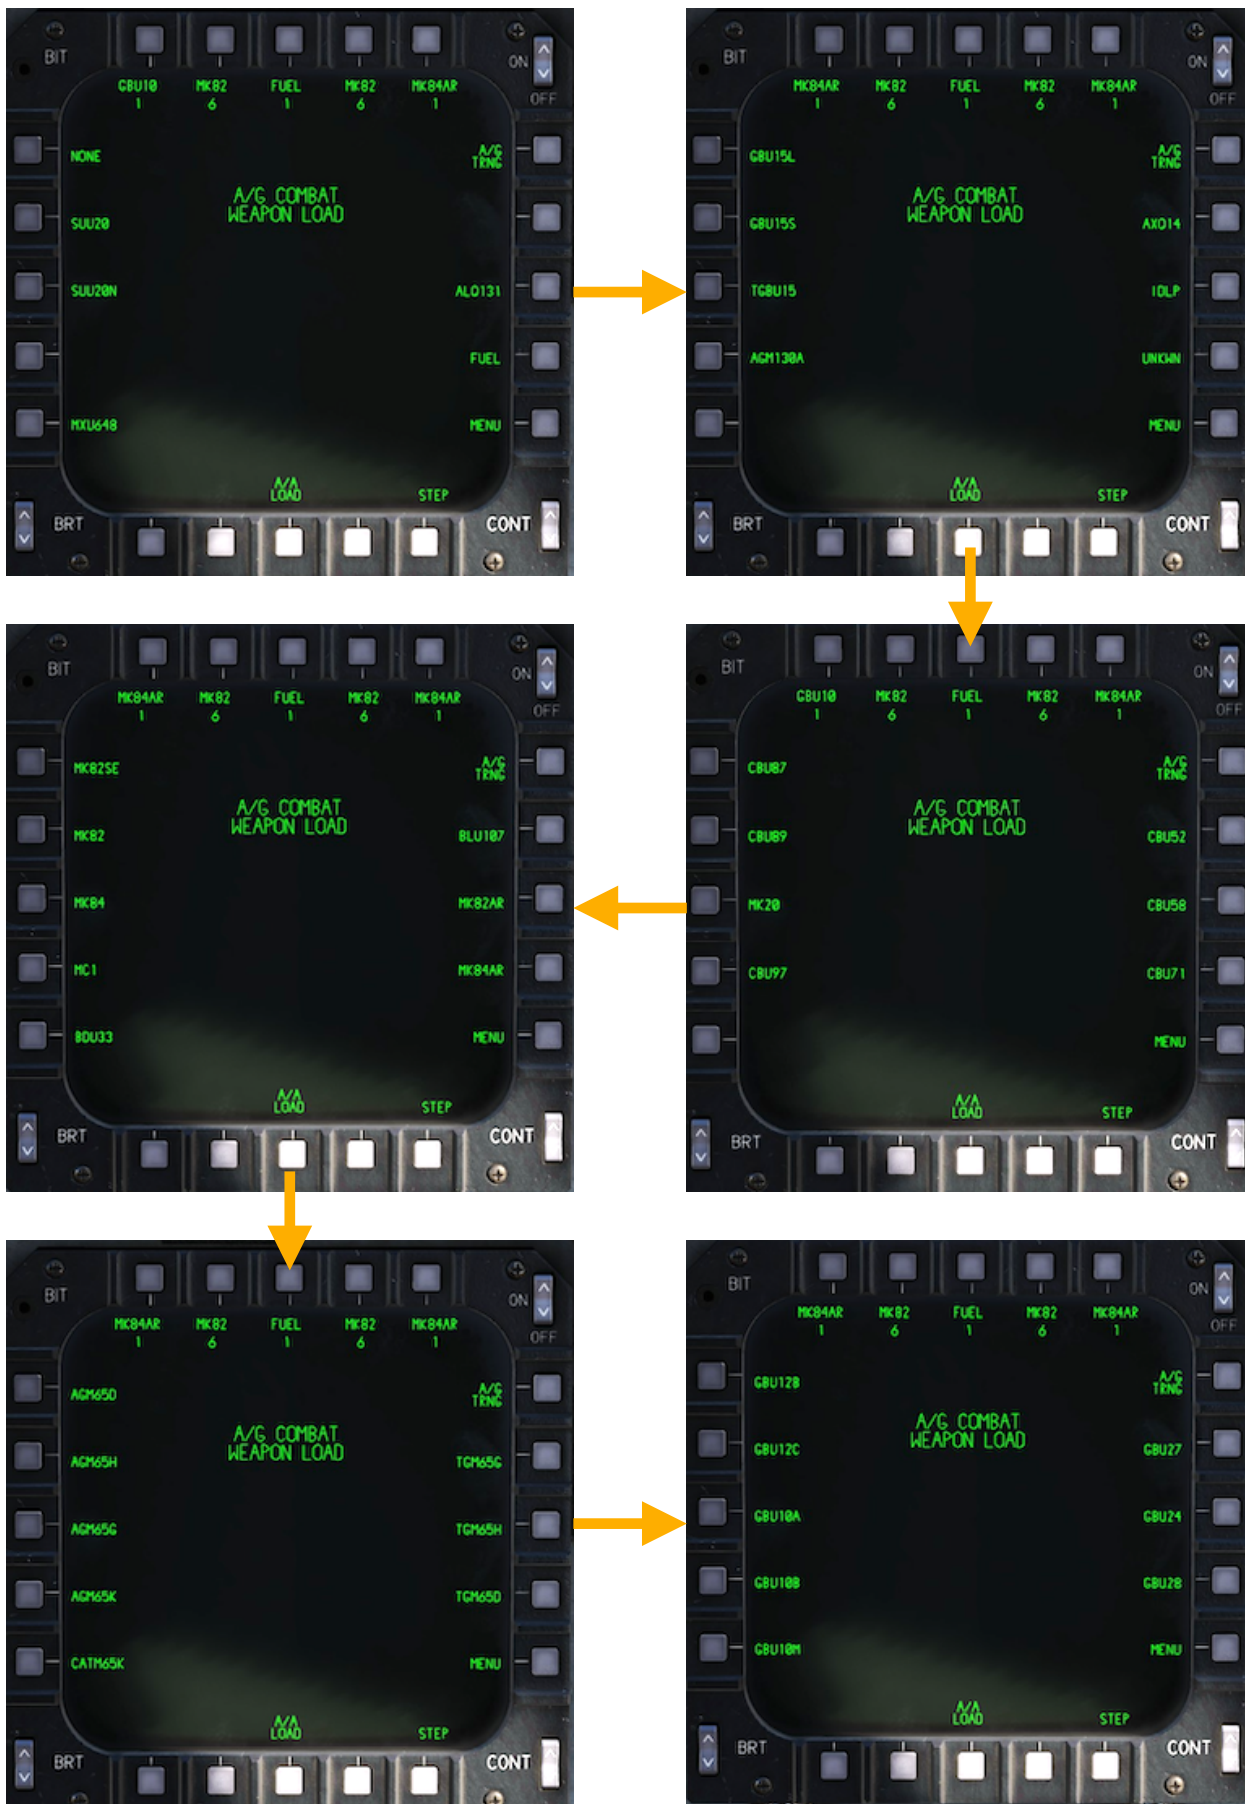 BIT
ON
OFF
GBU10 MK82 FUEL MK82 MK84AR
1 6 1 6 1
NONE
A/G
TRNG
A/G COMBAT
WEAPON LOAD
SUU20
SUU20N
ALQ131
FUEL
MXU648
MENU
A/A
LOAD
STEP
BRT
CONT
BIT
ON
OFF
MK84AR MK82 FUEL MK82 MK84AR
1 6 1 6 1
GBU15L
A/G
TRNG
A/G COMBAT
WEAPON LOAD
GBU15S
AXQ14
TGBU15
IDLP
AGM130A
UNKWN
MENU
A/A
LOAD
STEP
BRT
CONT
BIT
ON
OFF
MK84AR MK82 FUEL MK82 MK84AR
1 6 1 6 1
MK82SE
A/G
TRNG
A/G COMBAT
WEAPON LOAD
MK82
BLU107
MK84
MK82AR
MC1
MK84AR
BDU33
MENU
A/A
LOAD
STEP
BRT
CONT
BIT
ON
OFF
GBU10 MK82 FUEL MK82 MK84AR
1 6 1 6 1
CBU87
A/G
TRNG
A/G COMBAT
WEAPON LOAD
CBU89
CBU52
MK20
CBU58
CBU97
CBU71
MENU
A/A
LOAD
STEP
BRT
CONT
BIT
ON
OFF
MK84AR MK82 FUEL MK82 MK84AR
1 6 1 6 1
AGM65D
A/G
TRNG
A/G COMBAT
WEAPON LOAD
AGM65H
TGM65G
AGM65G
TGM65H
AGM65K
TGM65D
CATM65K
MENU
A/A
LOAD
STEP
BRT
CONT
BIT
ON
OFF
MK84AR MK82 FUEL MK82 MK84AR
1 6 1 6 1
GBU12B
A/G
TRNG
A/G COMBAT
WEAPON LOAD
GBU12C
GBU27
GBU10A
GBU24
GBU10B
GBU28
GBU10M
MENU
A/A
LOAD
STEP
BRT
CONT